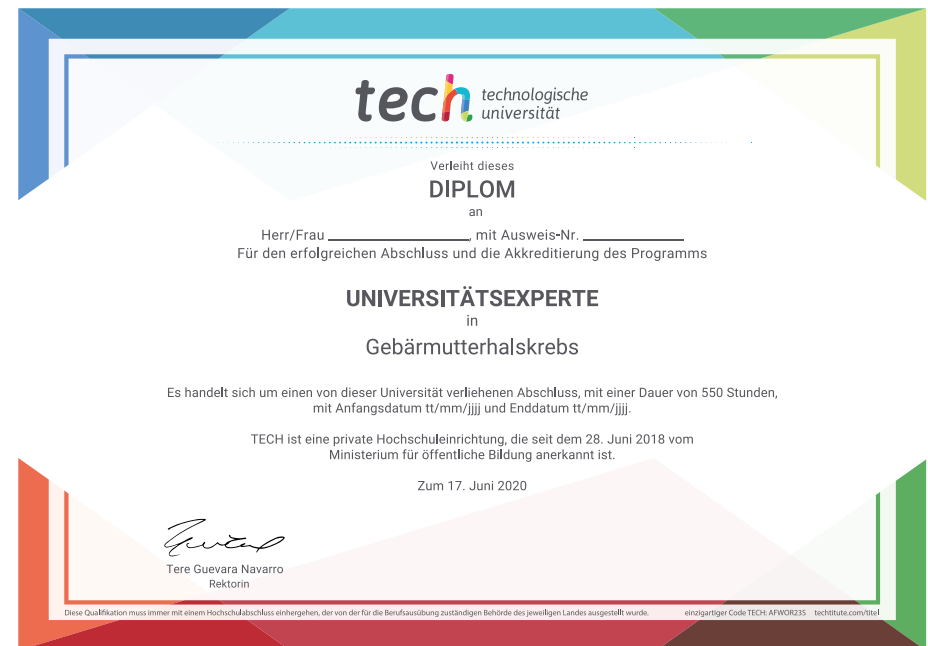 tech technologische
universität
Verleiht dieses
DIPLOM
an
Herr/Frau ____________________, mit Ausweis-Nr. ______________
Für den erfolgreichen Abschluss und die Akkreditierung des Programms
UNIVERSITÄTSEXPERTE
in
Gebärmutterhalskrebs
Es handelt sich um einen von dieser Universität verliehenen Abschluss, mit einer Dauer von 550 Stunden,
mit Anfangsdatum tt/mm/jjjj und Enddatum tt/mm/jjjj.
TECH ist eine private Hochschuleinrichtung, die seit dem 28. Juni 2018 vom
Ministerium für öffentliche Bildung anerkannt ist.
Zum 17. Juni 2020
Tere Guevara Navarro
Rektorin
Diese Qualifikation muss immer mit einem Hochschulabschluss einhergehen, der von der für die Berufsausübung zuständigen Behörde des jeweiligen Landes ausgestellt wurde. einzigartiger Code TECH: AFWOR23S techtitute.com/titel